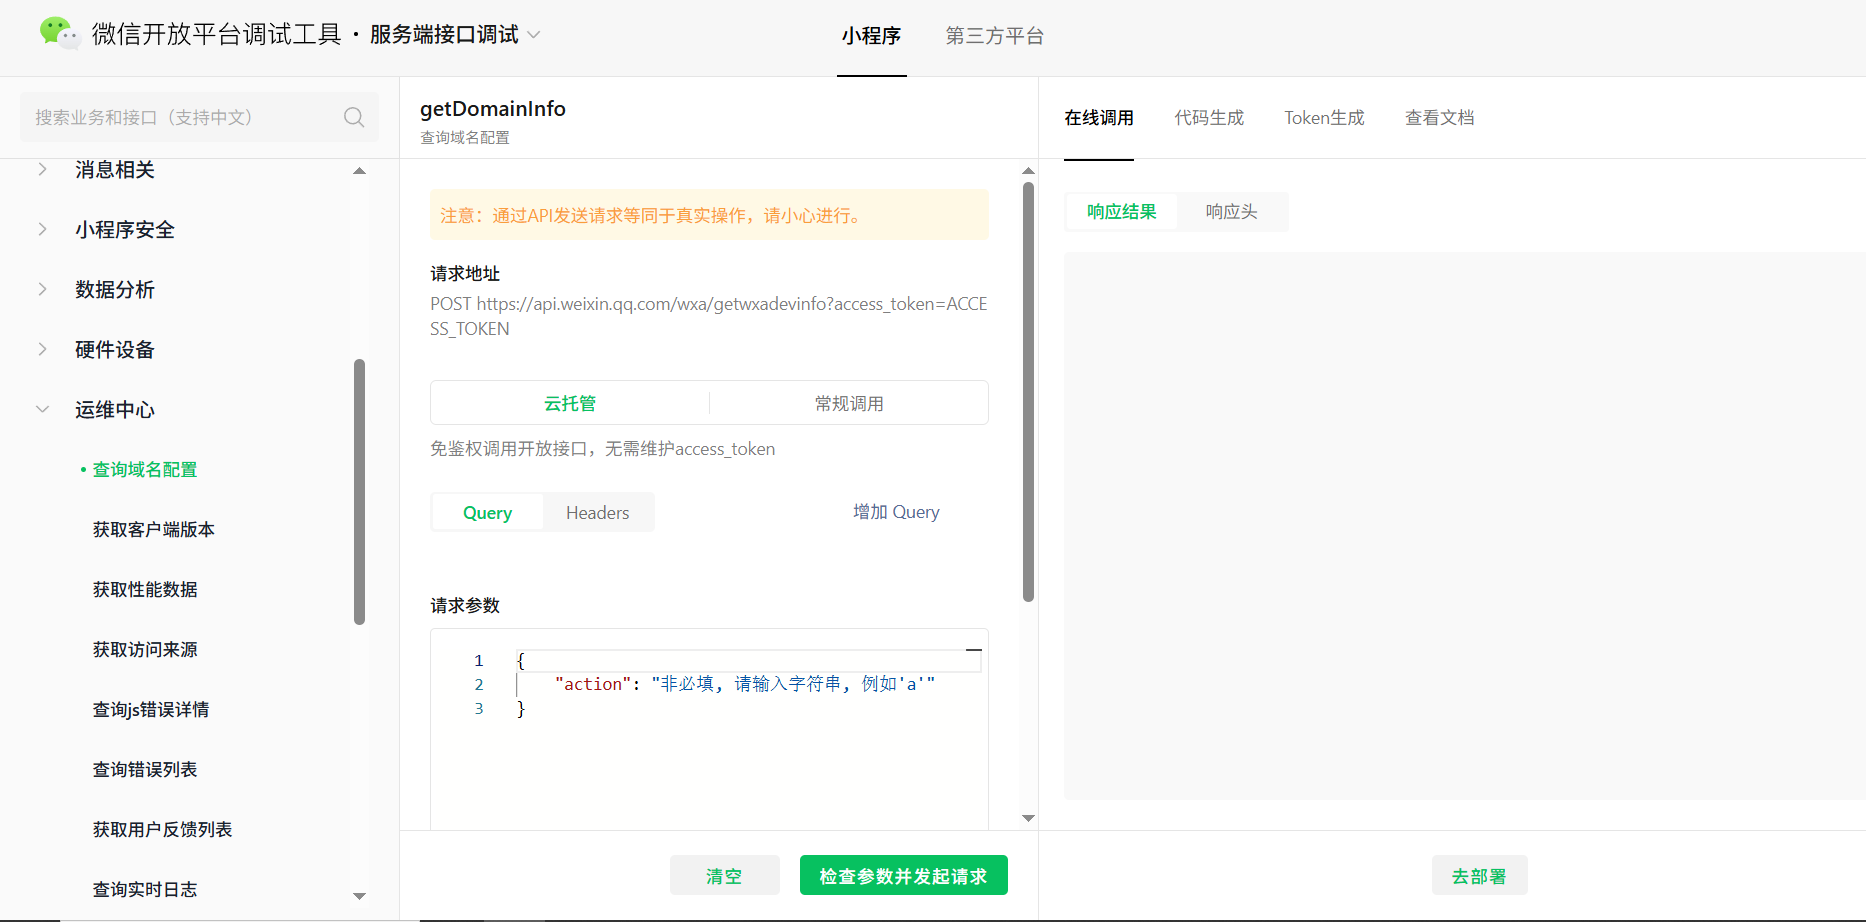 微信开放平台调试工具 · 服务端接口调试
小程序
第三方平台
搜索业务和接口（支持中文）
消息相关
小程序安全
数据分析
硬件设备
运维中心
• 查询域名配置
获取客户端版本
获取性能数据
获取访问来源
查询js错误详情
查询错误列表
获取用户反馈列表
查询实时日志
getDomainInfo
查询域名配置
注意：通过API发送请求等同于真实操作，请小心进行。
请求地址
POST https://api.weixin.qq.com/wxa/getwxadevinfo?access_token=ACCE
SS_TOKEN
云托管
常规调用
免鉴权调用开放接口，无需维护access_token
Query
Headers
增加 Query
请求参数
1 {
2 "action": "非必填, 请输入字符串, 例如'a'"
3 }
清空
检查参数并发起请求
在线调用
代码生成
Token生成
查看文档
响应结果
响应头
去部署